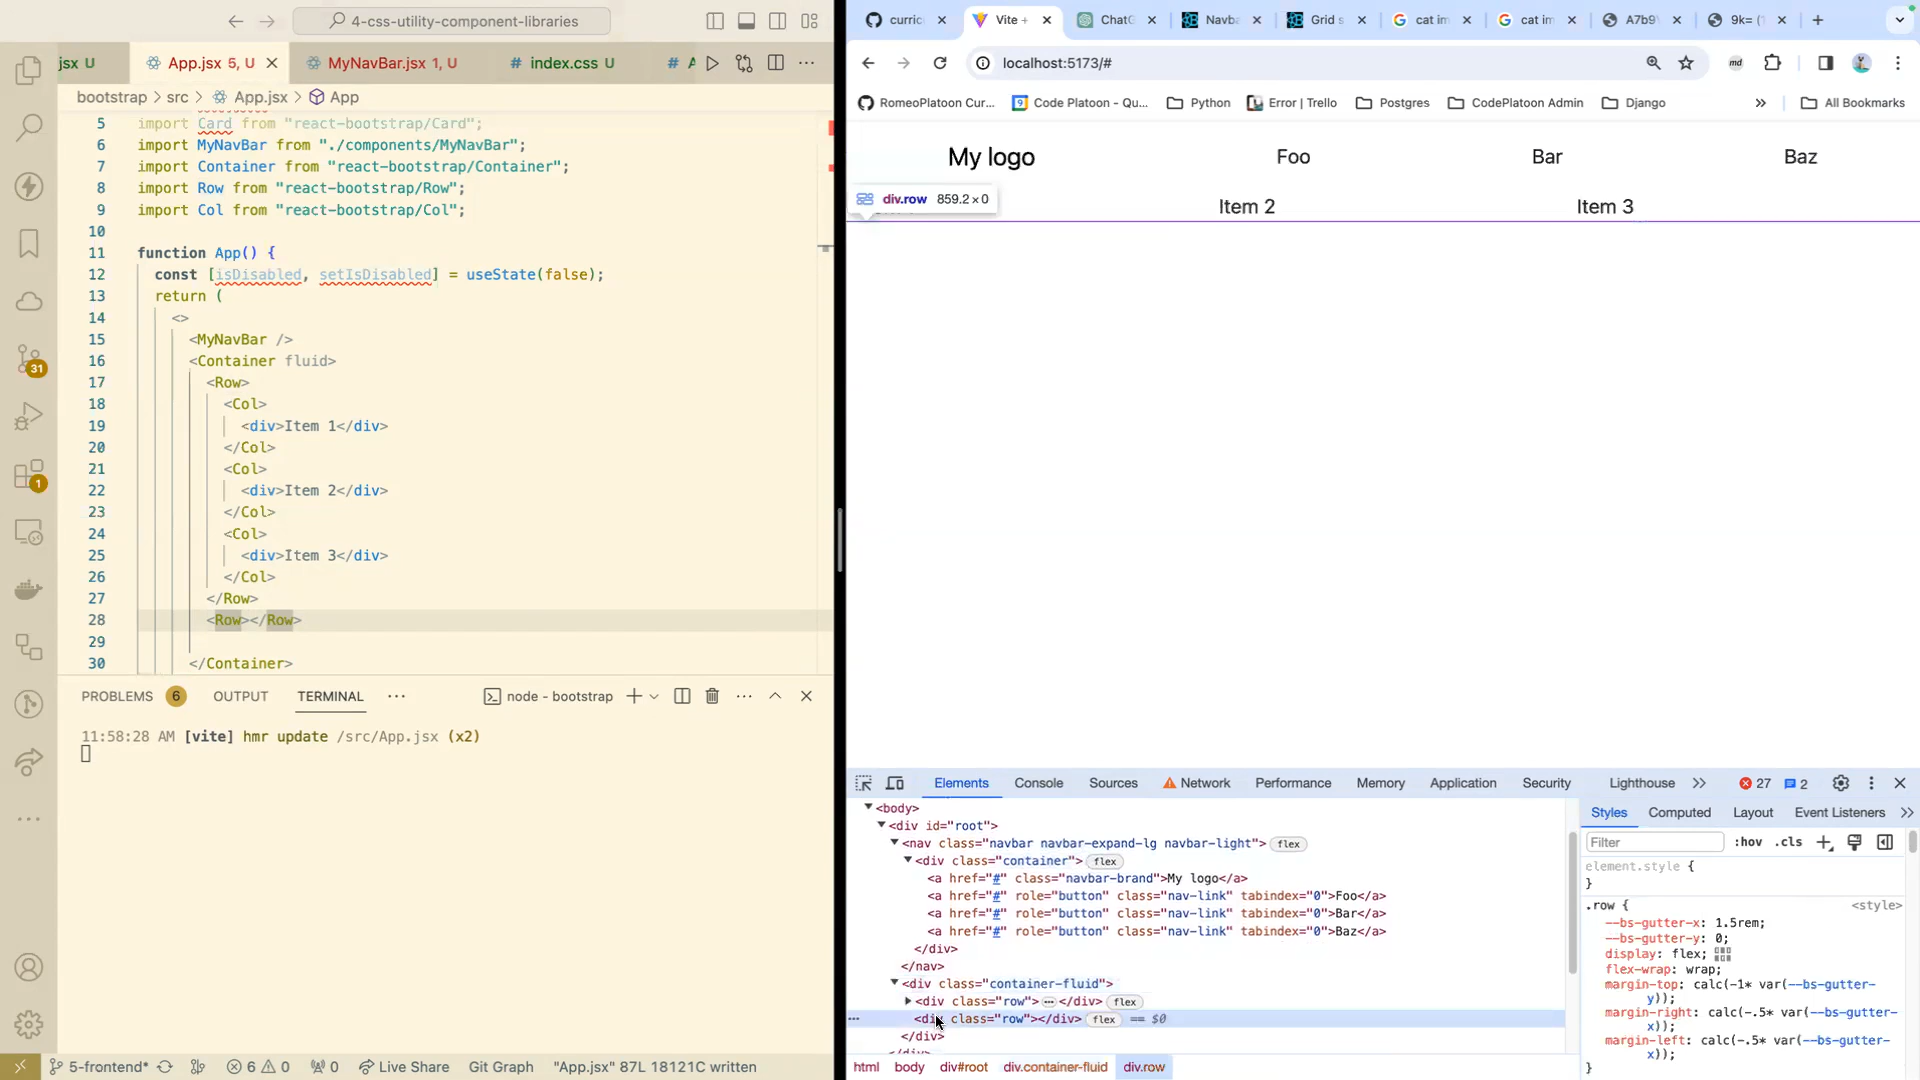 4-css-utility-component-libraries
jsx U
App.jsx 5, U
MyNavBar.jsx 1, U
# index.css U
#
bootstrap > src > App.jsx > App
5 import Card from "react-bootstrap/Card";
6 import MyNavBar from "./components/MyNavBar";
7 import Container from "react-bootstrap/Container";
8 import Row from "react-bootstrap/Row";
9 import Col from "react-bootstrap/Col";
10
11 function App() {
12 const [isDisabled, setIsDisabled] = useState(false);
13 return (
14 <>
15 <MyNavBar />
16 <Container fluid>
17 <Row>
18 <Col>
19 <div>Item 1</div>
20 </Col>
21 <Col>
22 <div>Item 2</div>
23 </Col>
24 <Col>
25 <div>Item 3</div>
26 </Col>
27 </Row>
28 <Row></Row>
29
30 </Container>
31
1
PROBLEMS 6 OUTPUT TERMINAL ··· node - bootstrap
11:58:28 AM [vite] hmr update /src/App.jsx (x2)
5-frontend* 6 0 0 Live Share Git Graph "App.jsx" 87L 18121C written
curric Vite + ChatG Navba Grid s cat im cat im A7b9 9k= (
localhost:5173/#
md
RomeoPlatoon Cur... Code Platoon - Qu... Python Error | Trello Postgres CodePlatoon Admin Django » All Bookmarks
My logo Foo Bar Baz
div.row 859.2×0
Item 2 Item 3
Elements Console Sources Network Performance Memory Application Security Lighthouse » 27 2
<body>
<div id="root">
<nav class="navbar navbar-expand-lg navbar-light"> flex
<div class="container"> flex
<a href="#" class="navbar-brand">My logo</a>
<a href="#" role="button" class="nav-link" tabindex="0">Foo</a>
<a href="#" role="button" class="nav-link" tabindex="0">Bar</a>
<a href="#" role="button" class="nav-link" tabindex="0">Baz</a>
</div>
</nav>
<div class="container-fluid">
<div class="row">···</div> flex
··· <div class="row"></div> flex == $0
</div>
html body div#root div.container-fluid div.row
Styles Computed Layout Event Listeners »
Filter :hov .cls
element.style {
}
.row { <style>
--bs-gutter-x: 1.5rem;
--bs-gutter-y: 0;
display: flex;
flex-wrap: wrap;
margin-top: calc(-1* var(--bs-gutter-
y));
margin-right: calc(-.5* var(--bs-gutter-
x));
margin-left: calc(-.5* var(--bs-gutter-
x));
}